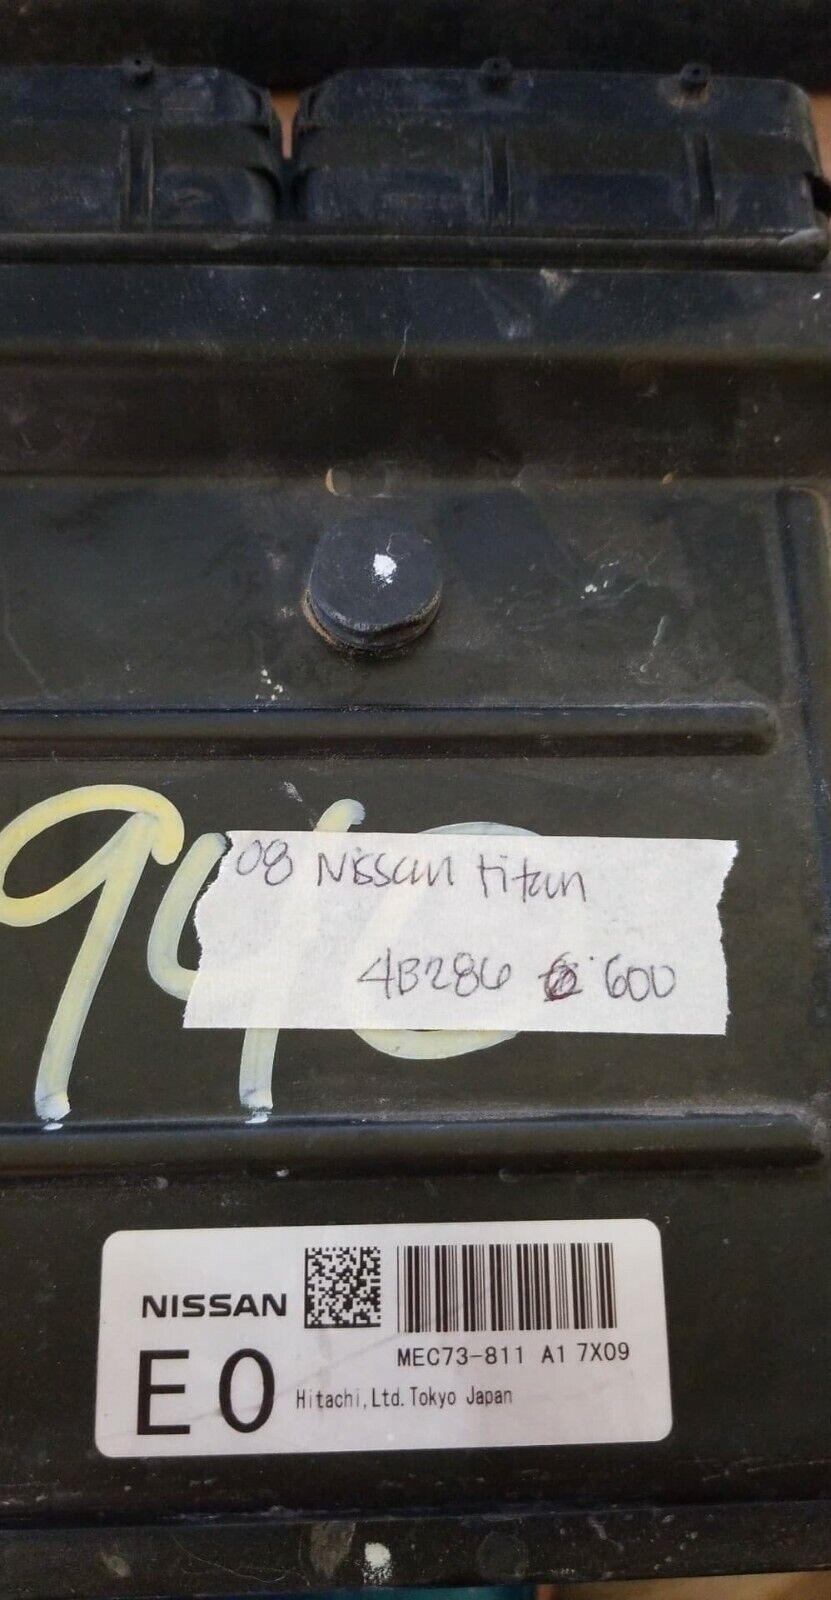 94
08 Nissan titan
4B286 600
NISSAN
MEC73-811 A1 7X09
E0
Hitachi,Ltd.Tokyo Japan